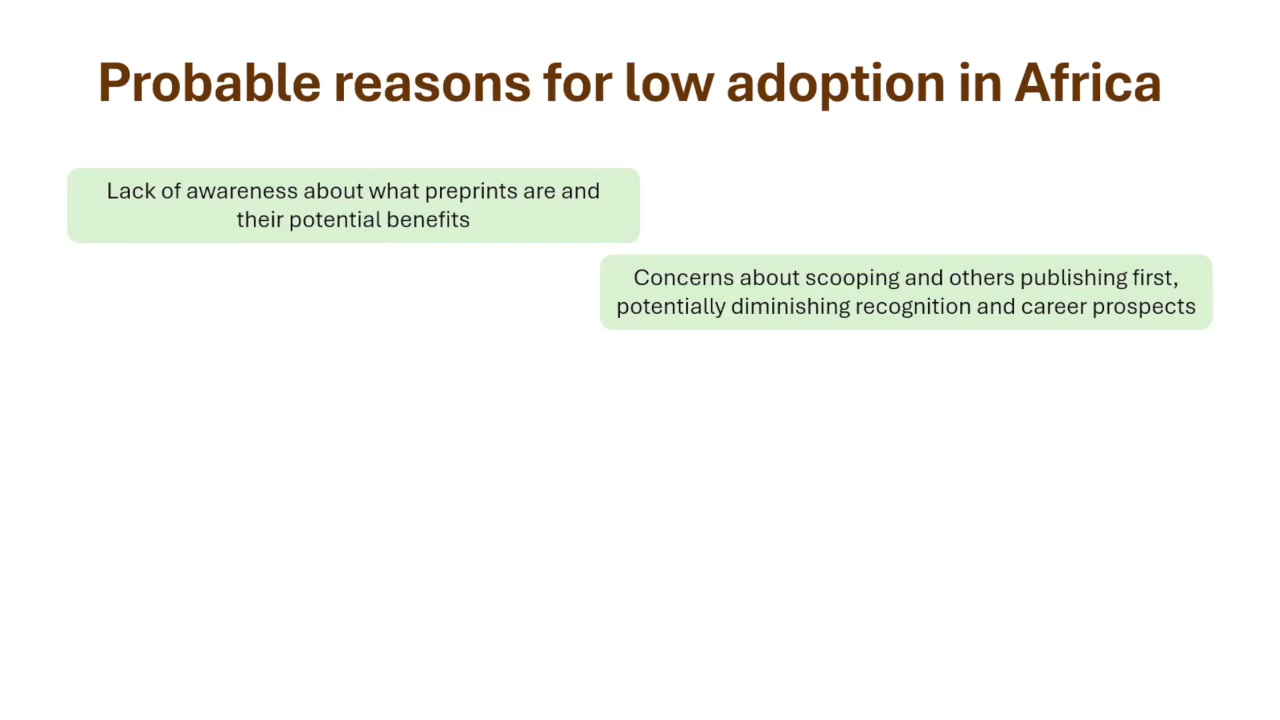 Probable reasons for low adoption in Africa
Lack of awareness about what preprints are and
their potential benefits
Concerns about scooping and others publishing first,
potentially diminishing recognition and career prospects